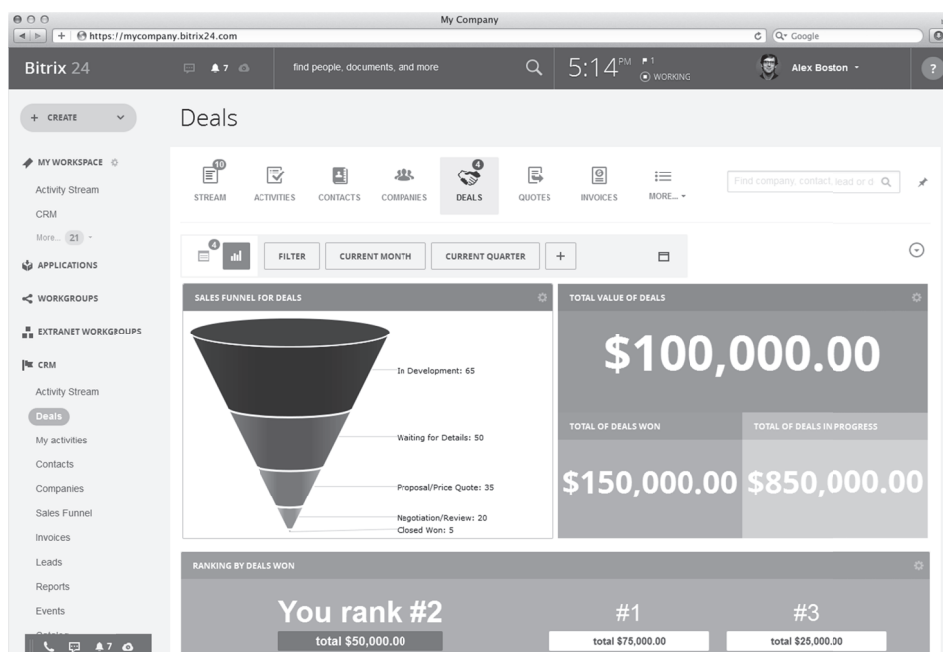 My Company
https://mycompany.bitrix24.com
Google
Bitrix 24
7
find people, documents, and more
5:14 PM
1
WORKING
Alex Boston
?
+ CREATE
Deals
MY WORKSPACE
Activity Stream
CRM
More... 21
APPLICATIONS
WORKGROUPS
EXTRANET WORKGROUPS
CRM
Activity Stream
Deals
My activities
Contacts
Companies
Sales Funnel
Invoices
Leads
Reports
Events
7
10
STREAM
ACTIVITIES
CONTACTS
COMPANIES
4
DEALS
QUOTES
INVOICES
MORE...
Find company, contact, lead or d
4
FILTER
CURRENT MONTH
CURRENT QUARTER
+
SALES FUNNEL FOR DEALS
In Development: 65
Waiting for Details: 50
Proposal/Price Quote: 35
Negotiation/Review: 20
Closed Won: 5
TOTAL VALUE OF DEALS
$100,000.00
TOTAL OF DEALS WON
$150,000.00
TOTAL OF DEALS IN PROGRESS
$850,000.00
RANKING BY DEALS WON
You rank #2
total $50,000.00
#1
total $75,000.00
#3
total $25,000.00